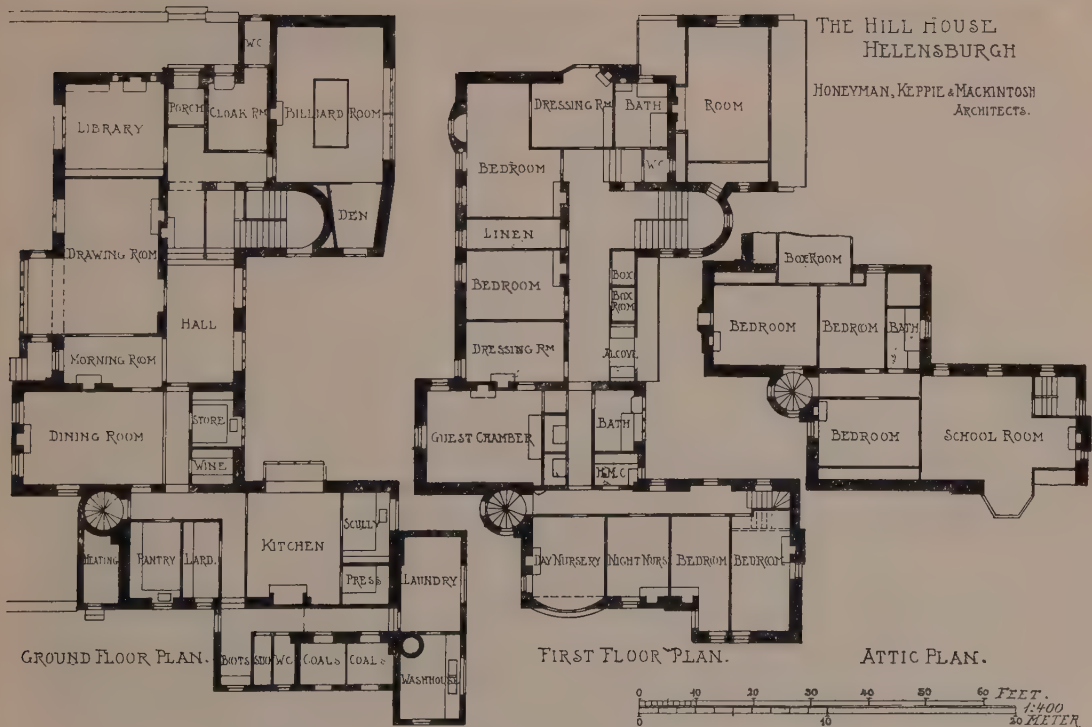 THE HILL HOUSE
HELENSBURGH
HONEYMAN, KEPPIE & MACKINTOSH
ARCHITECTS.
WC
PORCH
CLOAK RM
BILLIARD ROOM
LIBRARY
DEN
DRAWING ROOM
HALL
MORNING ROOM
STORE
DINING ROOM
WINE
KITCHEN
SCULLY
HEATING
PANTRY
LARD.
PRESS
LAUNDRY
BOOTS
WC
COALS
COALS
WASHHOUSE
GROUND FLOOR PLAN.
DRESSING RM
BATH
ROOM
WC
BEDROOM
LINEN
BEDROOM
BOX
BOX
ROOM
DRESSING RM
ALCOVE
GUEST CHAMBER
BATH
H.M.C
DAY NURSERY
NIGHT NURS.
BEDROOM
BEDROOM
FIRST FLOOR PLAN.
BOXROOM
BEDROOM
BEDROOM
BATH
BEDROOM
SCHOOL ROOM
ATTIC PLAN.
0 10 20 30 40 50 60 FEET.
1:400
0 10 20 METER